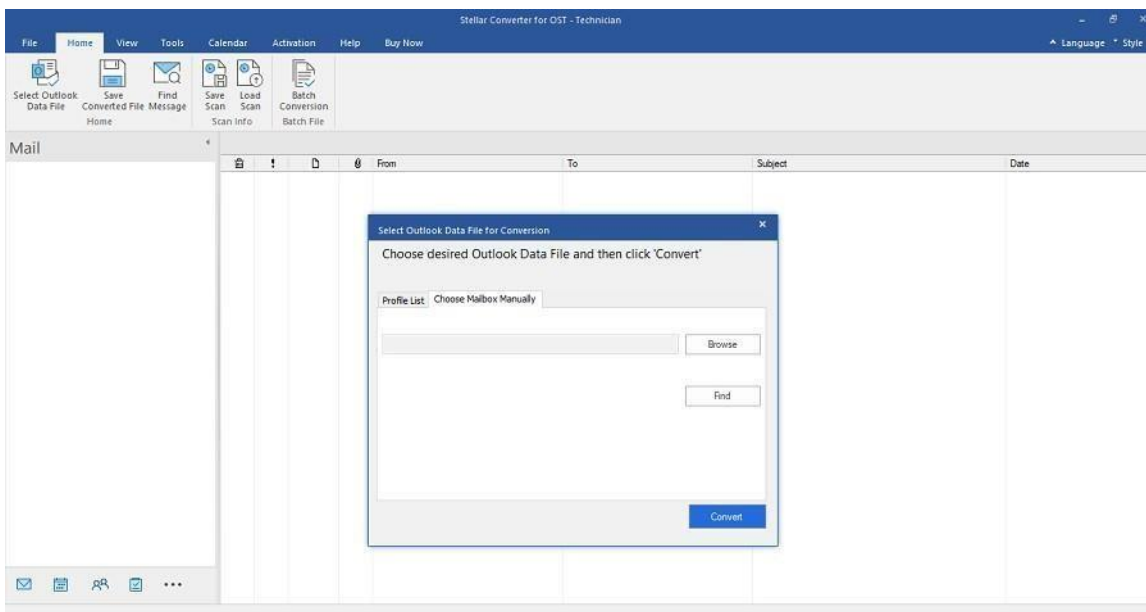 Stellar Converter for OST - Technician
File Home View Tools Calendar Activation Help Buy Now Language Style
Select Outlook Data File
Save Converted File
Find Message
Save Scan
Load Scan
Batch Conversion
Home Scan Info Batch File
Mail
From To Subject Date
Select Outlook Data File for Conversion
Choose desired Outlook Data File and then click 'Convert'
Profile List Choose Mailbox Manually
Browse
Find
Convert